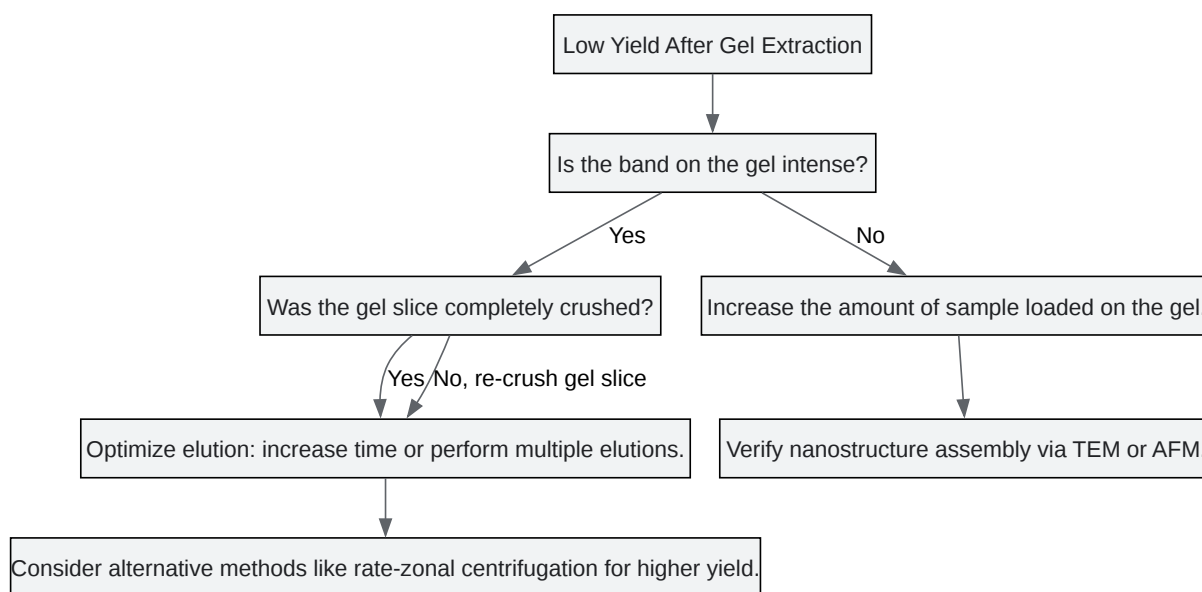 Low Yield After Gel Extraction
Is the band on the gel intense?
Yes
No
Was the gel slice completely crushed?
Increase the amount of sample loaded on the gel.
Yes
No, re-crush gel slice
Optimize elution: increase time or perform multiple elutions.
Verify nanostructure assembly via TEM or AFM.
Consider alternative methods like rate-zonal centrifugation for higher yield.